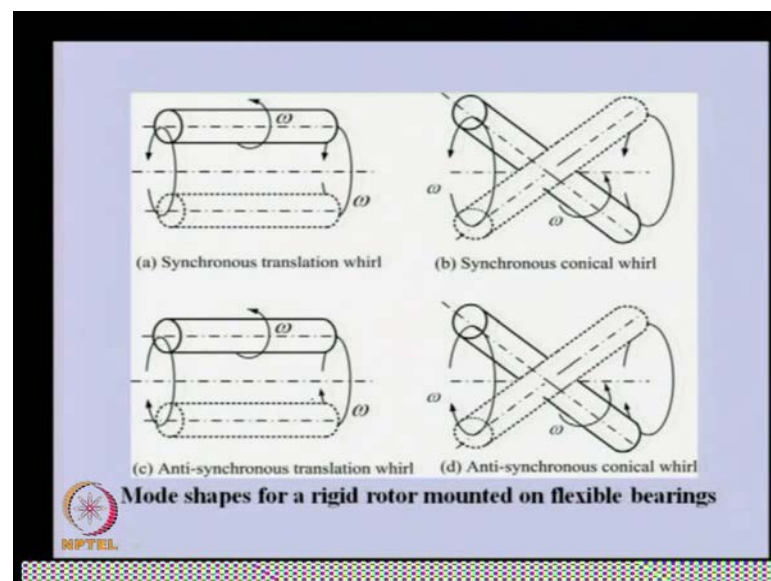 ω
ω
(a) Synchronous translation whirl
ω
ω
(b) Synchronous conical whirl
ω
ω
(c) Anti-synchronous translation whirl
ω
ω
(d) Anti-synchronous conical whirl
Mode shapes for a rigid rotor mounted on flexible bearings
NPTEL